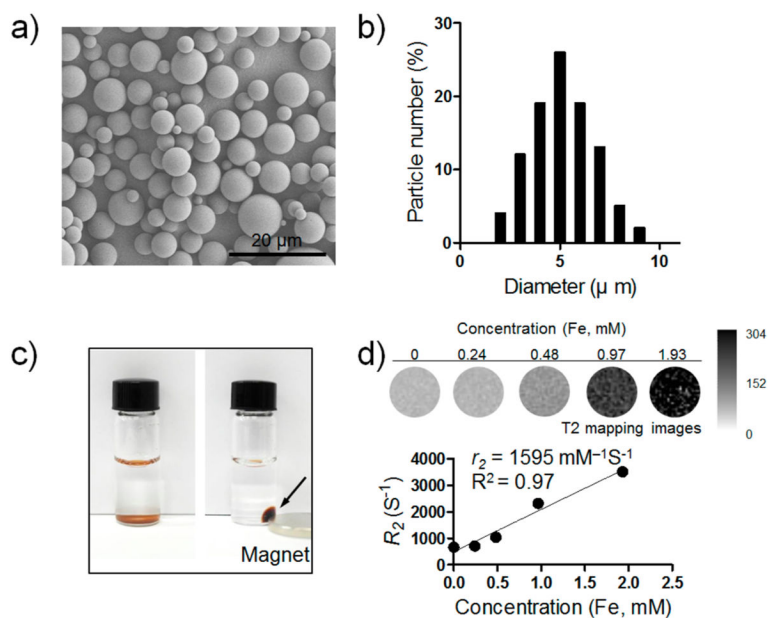 a)
20 µm
b)
Particle number (%)
30
20
10
0
0
5
10
Diameter (µ m)
c)
Magnet
d)
Concentration (Fe, mM)
0 0.24 0.48 0.97 1.93
T2 mapping images
304
152
0
r2 = 1595 mM–1S-1
R2 = 0.97
R2 (S-1)
4000
3000
2000
1000
0
0.0 0.5 1.0 1.5 2.0 2.5
Concentration (Fe, mM)